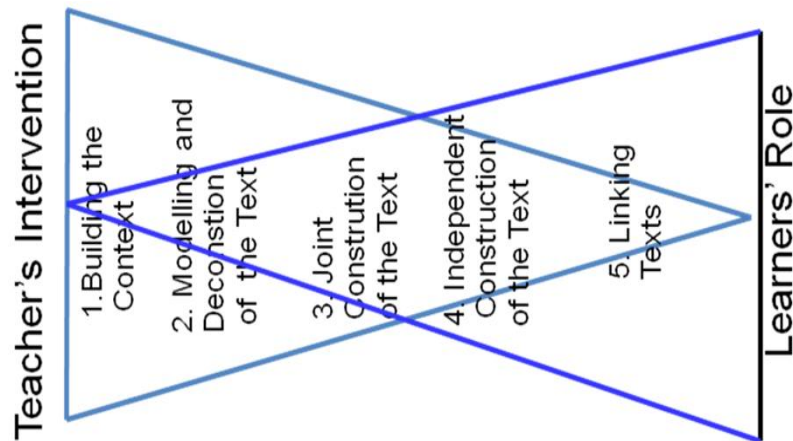 Teacher's Intervention
1.Building the
Context
2. Modelling and
Deconstion
of the Text
3. Joint
Constrution
of the Text
4. Independent
Construction
of the Text
5. Linking
Texts
Learners' Role